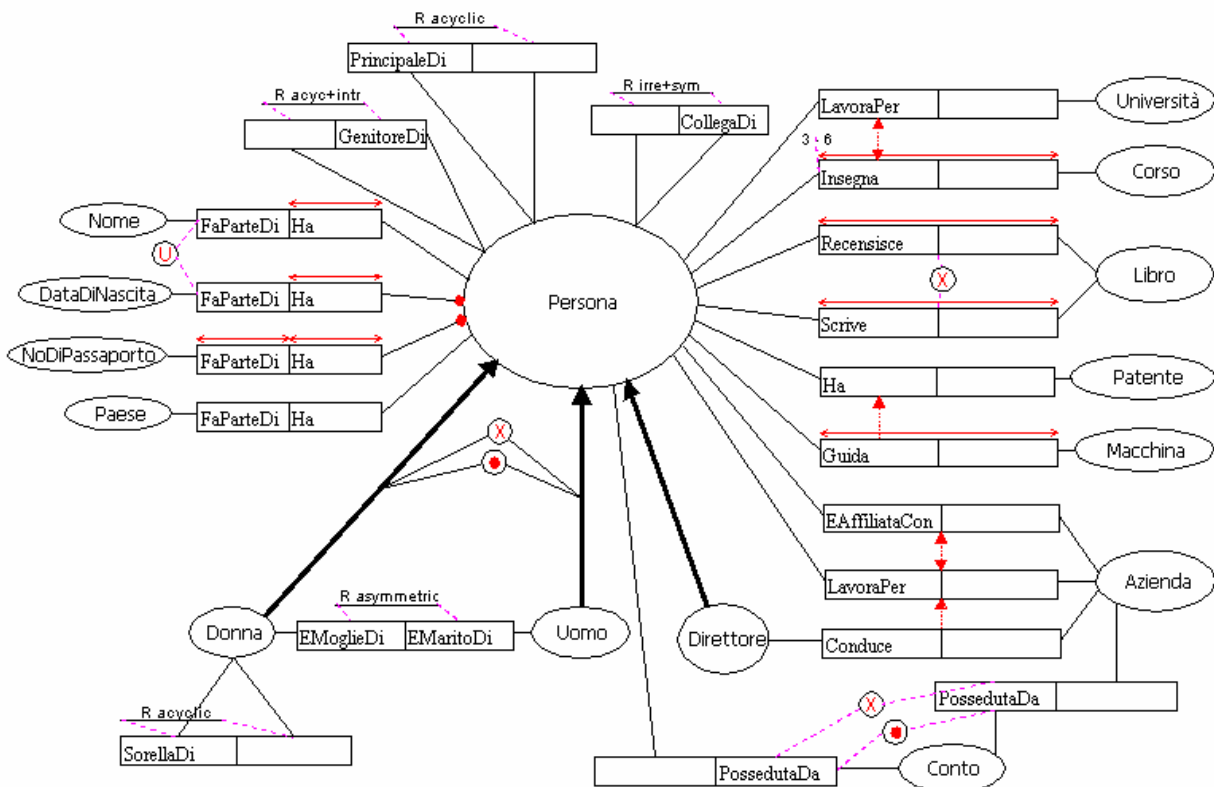 R acyclic
PrincipaleDi
R acyc+intr
GenitoreDi
R irre+sym
CollegaDi
LavoraPer
Università
3 - 6
Insegna
Corso
Nome
FaParteDi Ha
U
Recensisce
X
Libro
DataDiNascita
FaParteDi Ha
Persona
Scrive
NoDiPassaporto
FaParteDi Ha
Ha
Patente
Paese
FaParteDi Ha
X
Guida
Macchina
EAffiliataCon
LavoraPer
Azienda
R asymmetric
Donna
EMoglieDi EMaritoDi
Uomo
Direttore
Conduce
R acyclic
SorellaDi
X
PossedutaDa
PossedutaDa
Conto